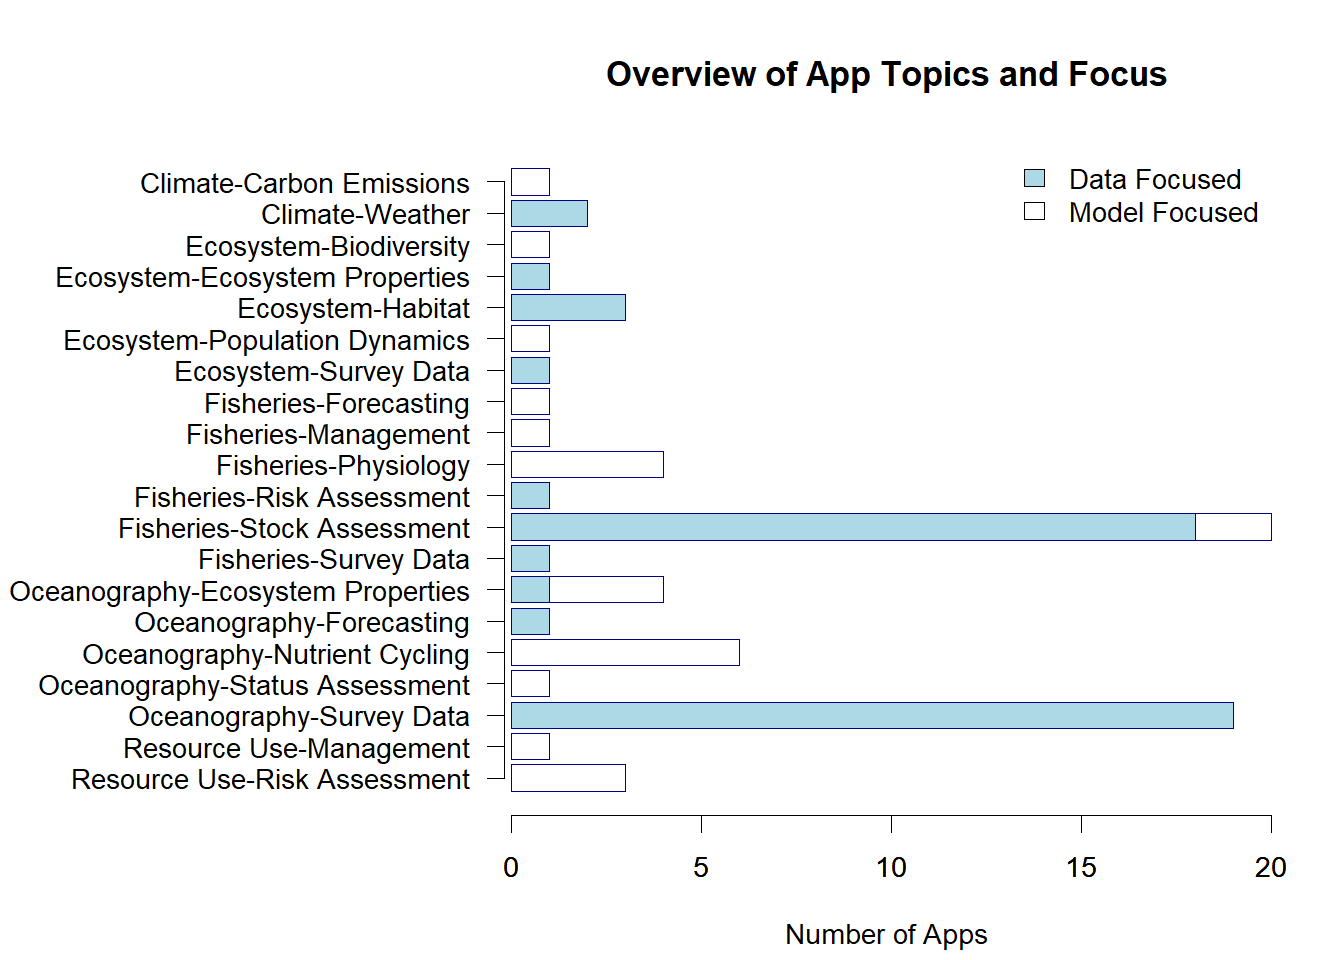 Overview of App Topics and Focus
Data Focused
Model Focused
Climate-Carbon Emissions
Climate-Weather
Ecosystem-Biodiversity
Ecosystem-Ecosystem Properties
Ecosystem-Habitat
Ecosystem-Population Dynamics
Ecosystem-Survey Data
Fisheries-Forecasting
Fisheries-Management
Fisheries-Physiology
Fisheries-Risk Assessment
Fisheries-Stock Assessment
Fisheries-Survey Data
Oceanography-Ecosystem Properties
Oceanography-Forecasting
Oceanography-Nutrient Cycling
Oceanography-Status Assessment
Oceanography-Survey Data
Resource Use-Management
Resource Use-Risk Assessment
0 5 10 15 20
Number of Apps